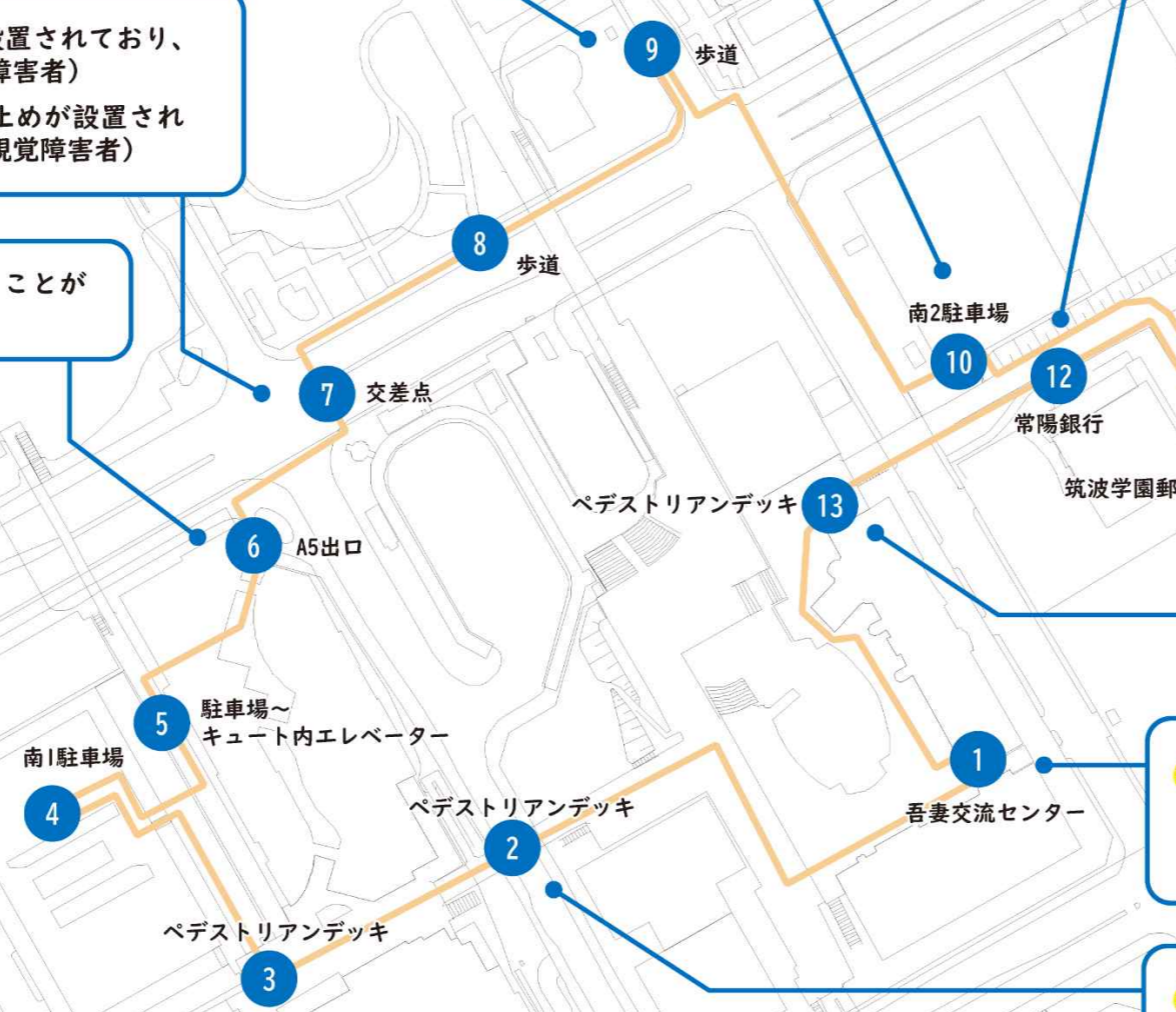 置されており、
障害者）
止めが設置され
視覚障害者）
ことが
9
歩道
8
歩道
7
交差点
南2駐車場
10
12
常陽銀行
筑波学園郵
ペデストリアンデッキ
13
6
A5出口
5
駐車場～
キュート内エレベーター
南1駐車場
4
1
吾妻交流センター
ペデストリアンデッキ
2
ペデストリアンデッキ
3